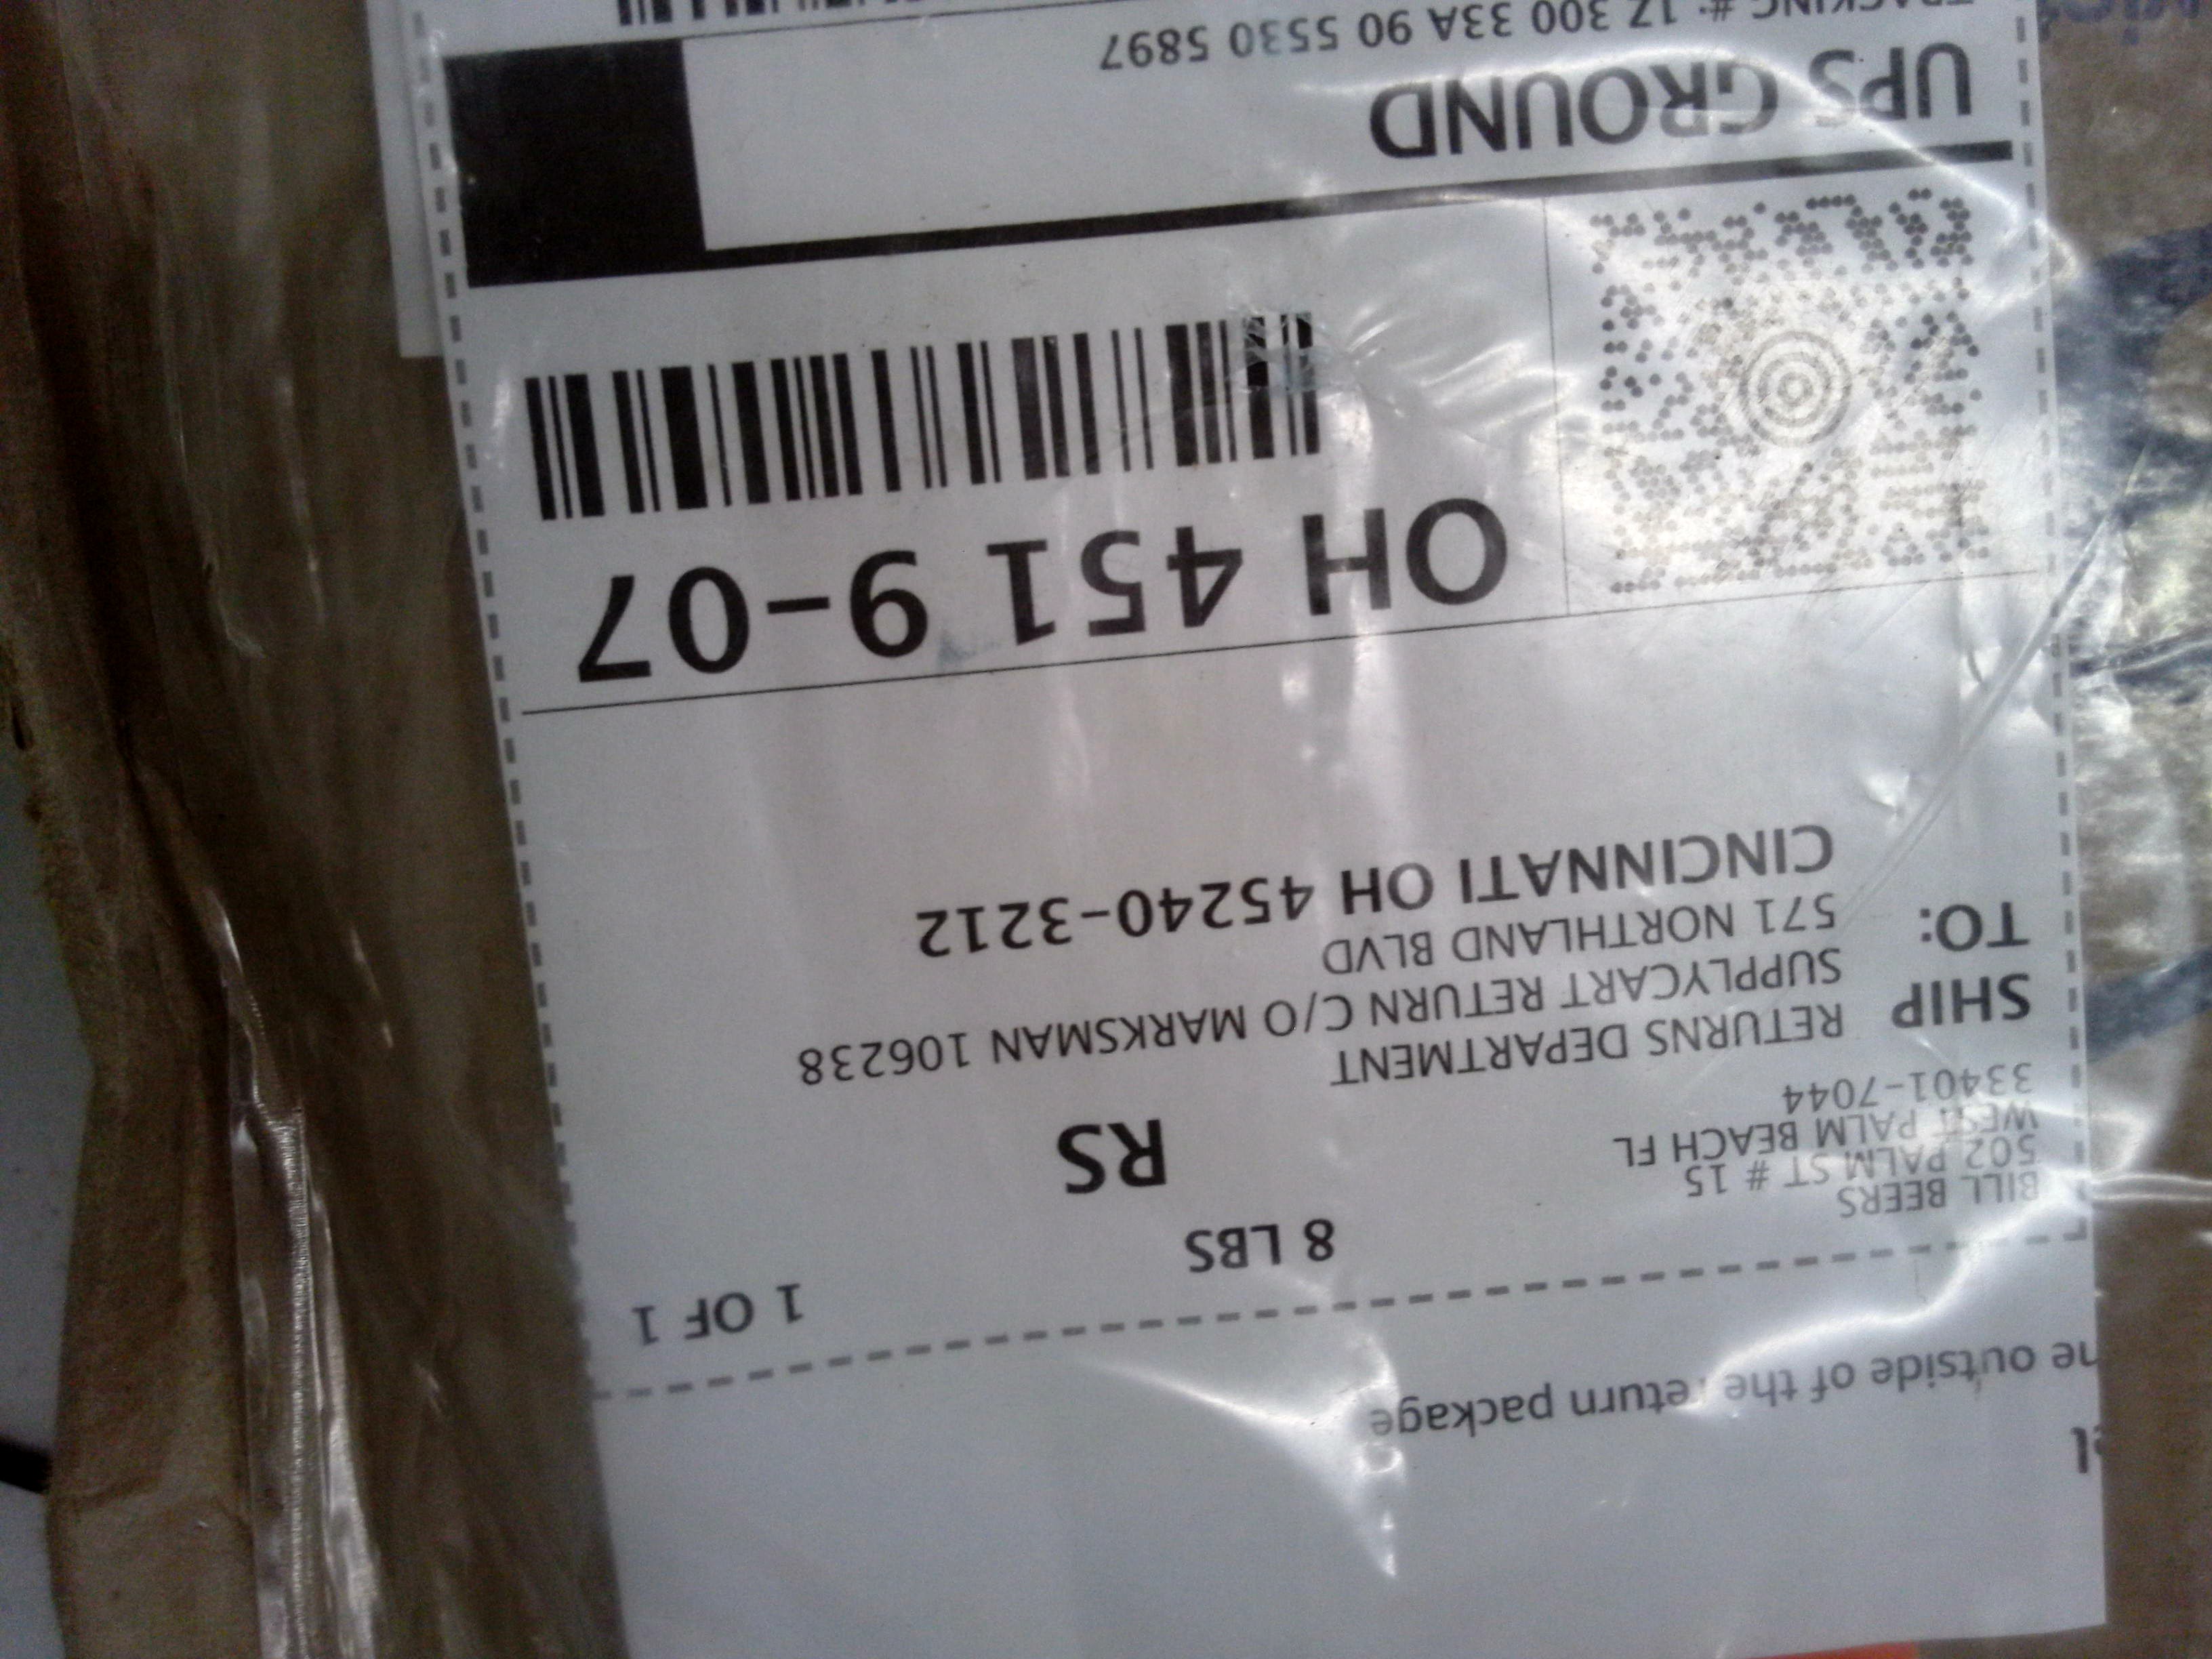 ne outside of the return package
BILL BEERS
502 PALM ST # 15
WEST PALM BEACH FL
33401-7044
8 LBS
1 OF 1
RS
SHIP TO:
RETURNS DEPARTMENT
SUPPLYCART RETURN C/O MARKSMAN 106238
571 NORTHLAND BLVD
CINCINNATI OH 45240-3212
OH 451 9-07
UPS GROUND
TRACKING #: 1Z 300 33A 90 5530 5897